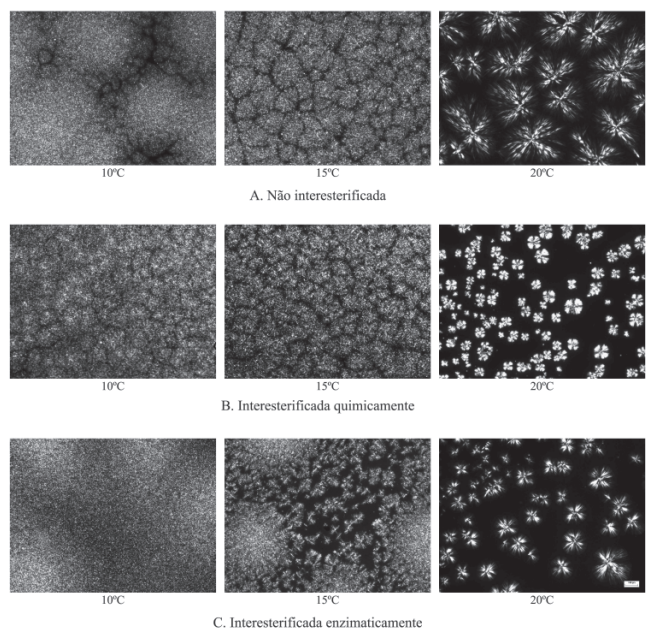 10ºC 15ºC 20ºC
A. Não interesterificada
10ºC 15ºC 20ºC
B. Interesterificada quimicamente
10ºC 15ºC 20ºC
C. Interesterificada enzimaticamente